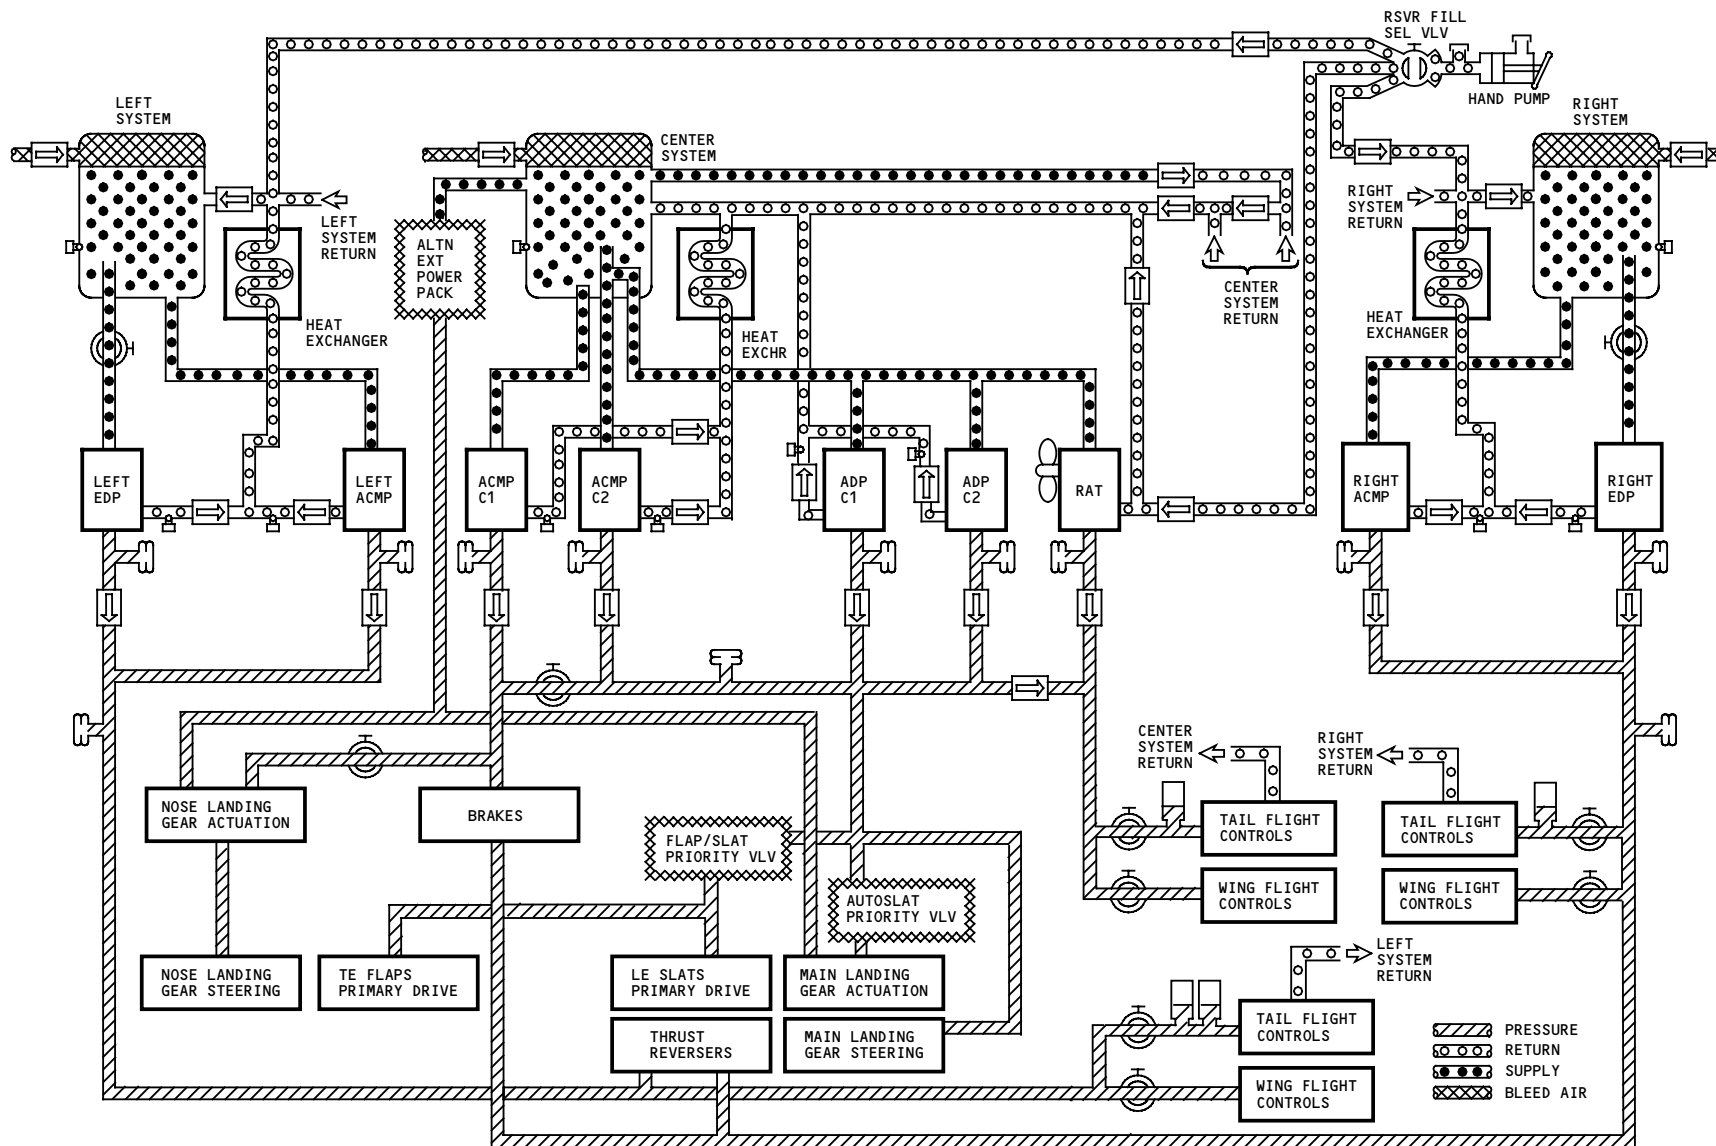 RSVR FILL
SEL VLV
HAND PUMP
LEFT
SYSTEM
CENTER
SYSTEM
RIGHT
SYSTEM
LEFT
SYSTEM
RETURN
ALTN
EXT
POWER
PACK
RIGHT
SYSTEM
RETURN
CENTER
SYSTEM
RETURN
HEAT
EXCHANGER
HEAT
EXCHR
HEAT
EXCHANGER
LEFT
EDP
LEFT
ACMP
ACMP
C1
ACMP
C2
ADP
C1
ADP
C2
RAT
RIGHT
ACMP
RIGHT
EDP
CENTER
SYSTEM
RETURN
RIGHT
SYSTEM
RETURN
NOSE LANDING
GEAR ACTUATION
BRAKES
FLAP/SLAT
PRIORITY VLV
TAIL FLIGHT
CONTROLS
TAIL FLIGHT
CONTROLS
WING FLIGHT
CONTROLS
WING FLIGHT
CONTROLS
AUTOSLAT
PRIORITY VLV
LEFT
SYSTEM
RETURN
NOSE LANDING
GEAR STEERING
TE FLAPS
PRIMARY DRIVE
LE SLATS
PRIMARY DRIVE
MAIN LANDING
GEAR ACTUATION
THRUST
REVERSERS
MAIN LANDING
GEAR STEERING
TAIL FLIGHT
CONTROLS
WING FLIGHT
CONTROLS
PRESSURE
RETURN
SUPPLY
BLEED AIR